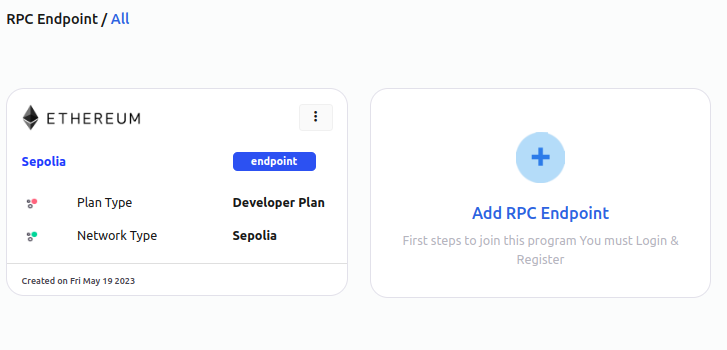 RPC Endpoint / All
ETHEREUM
Sepolia
endpoint
Plan Type
Developer Plan
Network Type
Sepolia
Created on Fri May 19 2023
Add RPC Endpoint
First steps to join this program You must Login &
Register